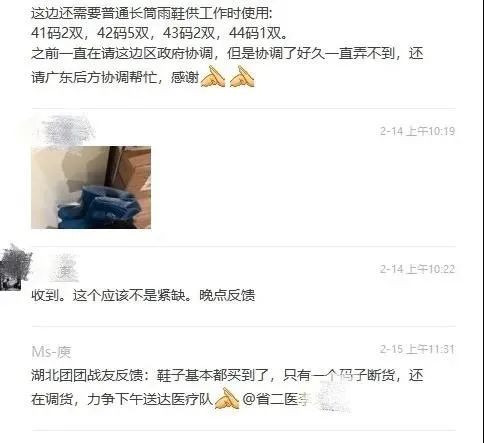 这边还需要普通长筒雨鞋供工作时使用:
41码2双，42码5双，43码2双，44码1双。
之前一直在请这边区政府协调，但是协调了好久一直弄不到，还
请广东后方协调帮忙，感谢
2-14 上午10:19
2-14 上午10:22
收到。这个应该不是紧缺。晚点反馈
Ms-庾
2-15 上午11:31
湖北团团战友反馈：鞋子基本都买到了，只有一个码子断货，还
在调货，力争下午送达医疗队 @省二医李